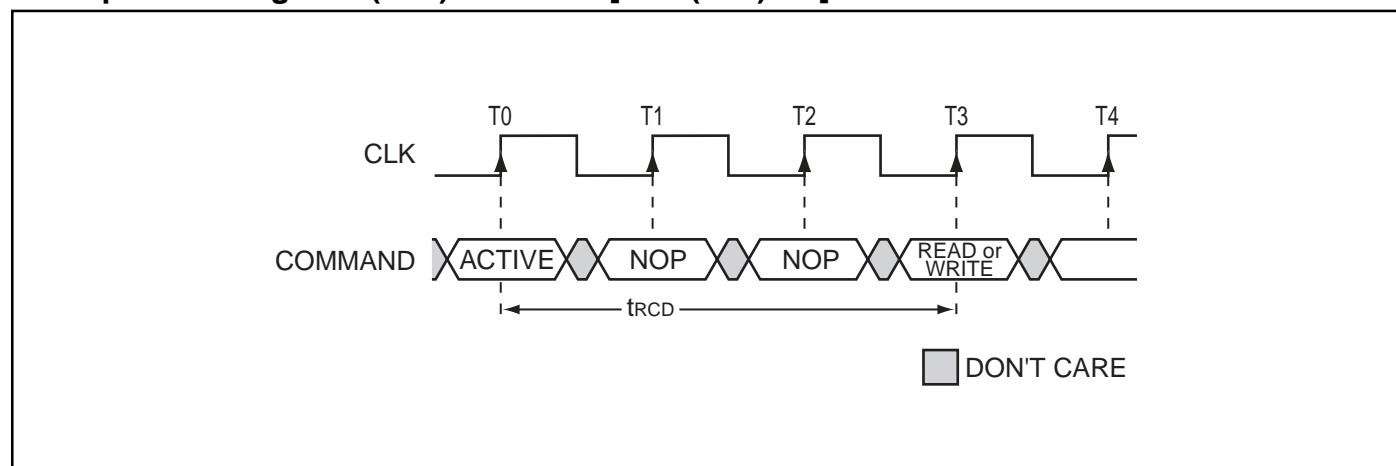 T0 T1 T2 T3 T4
CLK
COMMAND ACTIVE NOP NOP READ or
WRITE
tRCD
DON'T CARE